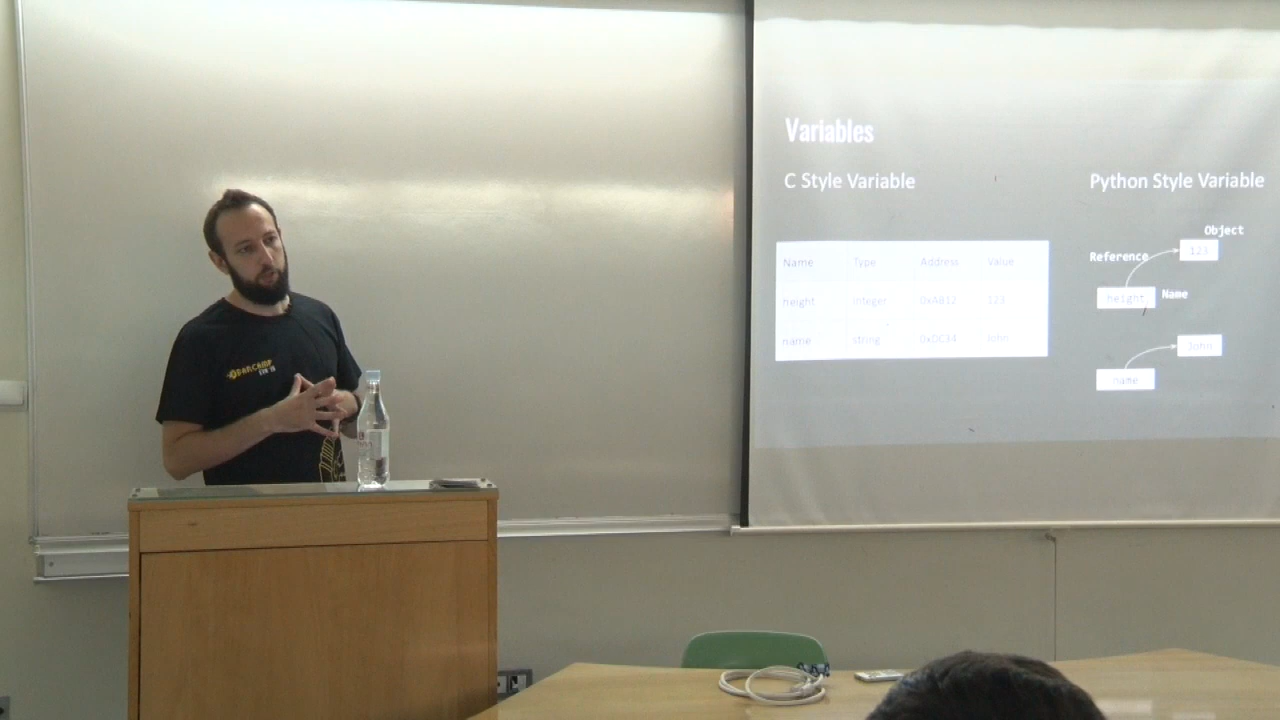 Variables
C Style Variable
Python Style Variable
Name Type Address Value
height integer 0xAB12 123
name string 0xDC34 John
Object
Reference
123
height
Name
John
name
BARCAMP